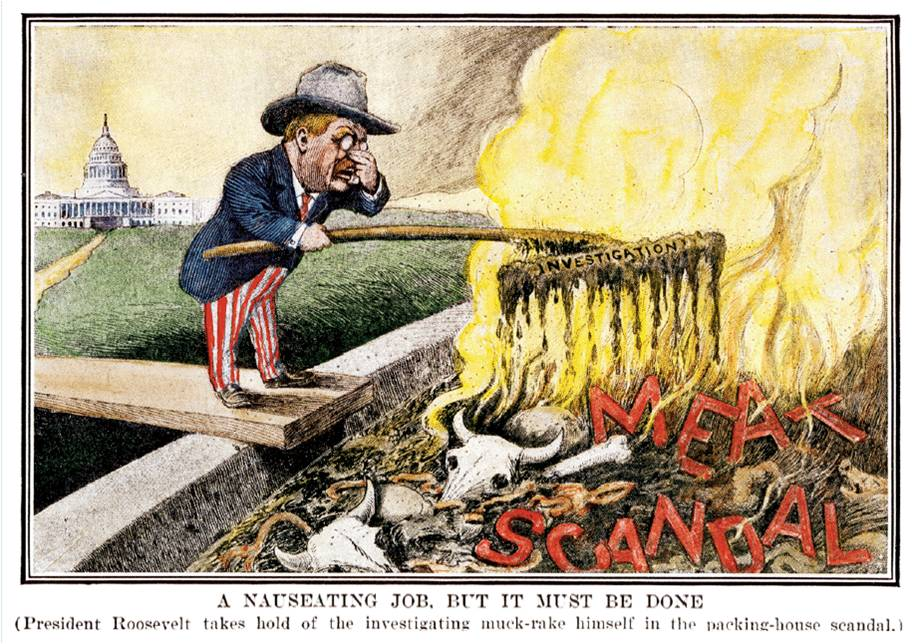 INVESTIGATION
MEAT
SCANDAL
A NAUSEATING JOB, BUT IT MUST BE DONE
(President Roosevelt takes hold of the investigating muck-rake himself in the packing-house scandal.)